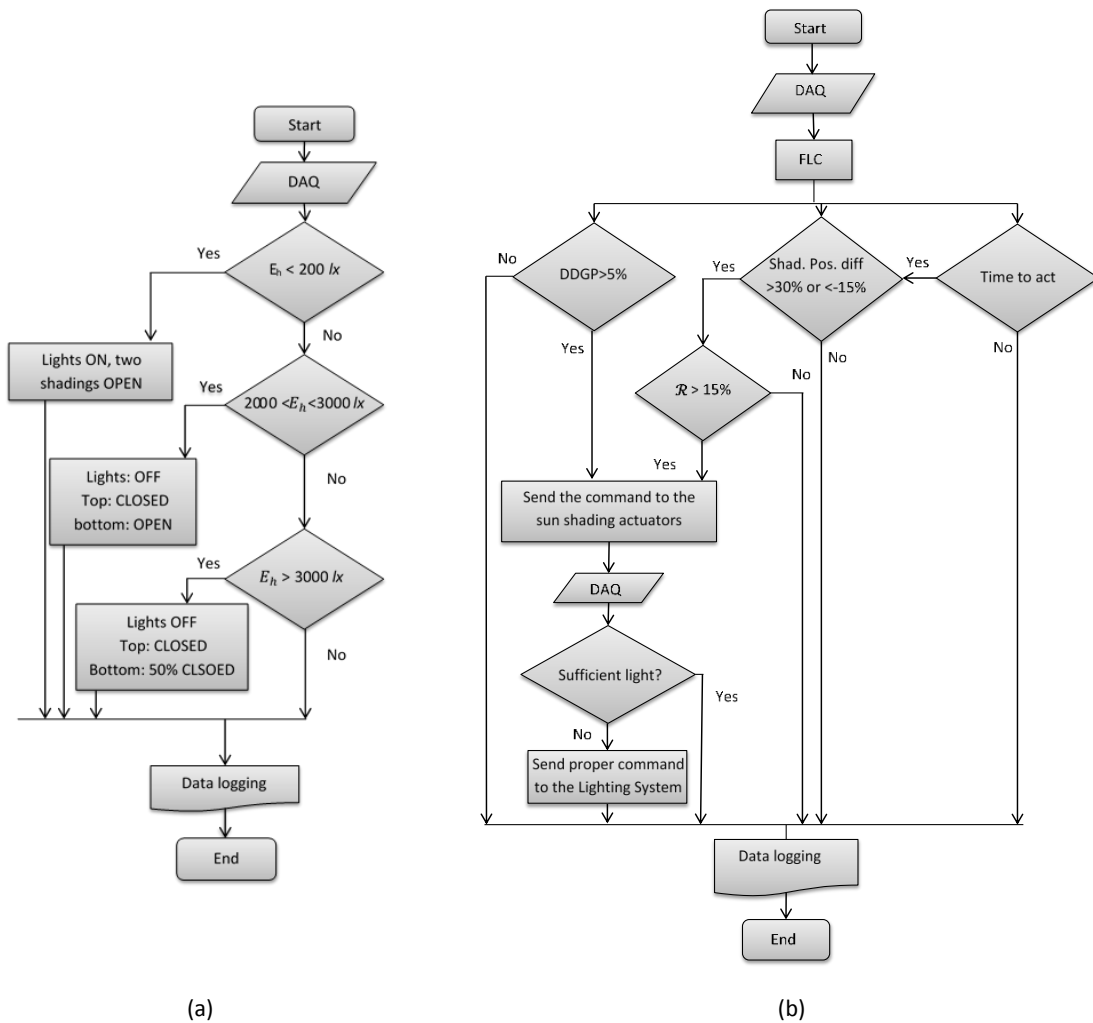 Start
DAQ
Yes
Eₕ < 200 lx
No
Lights ON, two
shadings OPEN
Yes
2000 <Eₕ<3000 lx
No
Lights: OFF
Top: CLOSED
bottom: OPEN
Yes
Eₕ > 3000 lx
No
Lights OFF
Top: CLOSED
Bottom: 50% CLSOED
Data logging
End
(a)
Start
DAQ
FLC
No
DDGP>5%
Yes
Yes
Shad. Pos. diff
>30% or <-15%
No
Yes
Time to act
No
ℛ > 15%
No
Yes
Send the command to the
sun shading actuators
DAQ
Sufficient light?
Yes
No
Send proper command
to the Lighting System
Data logging
End
(b)